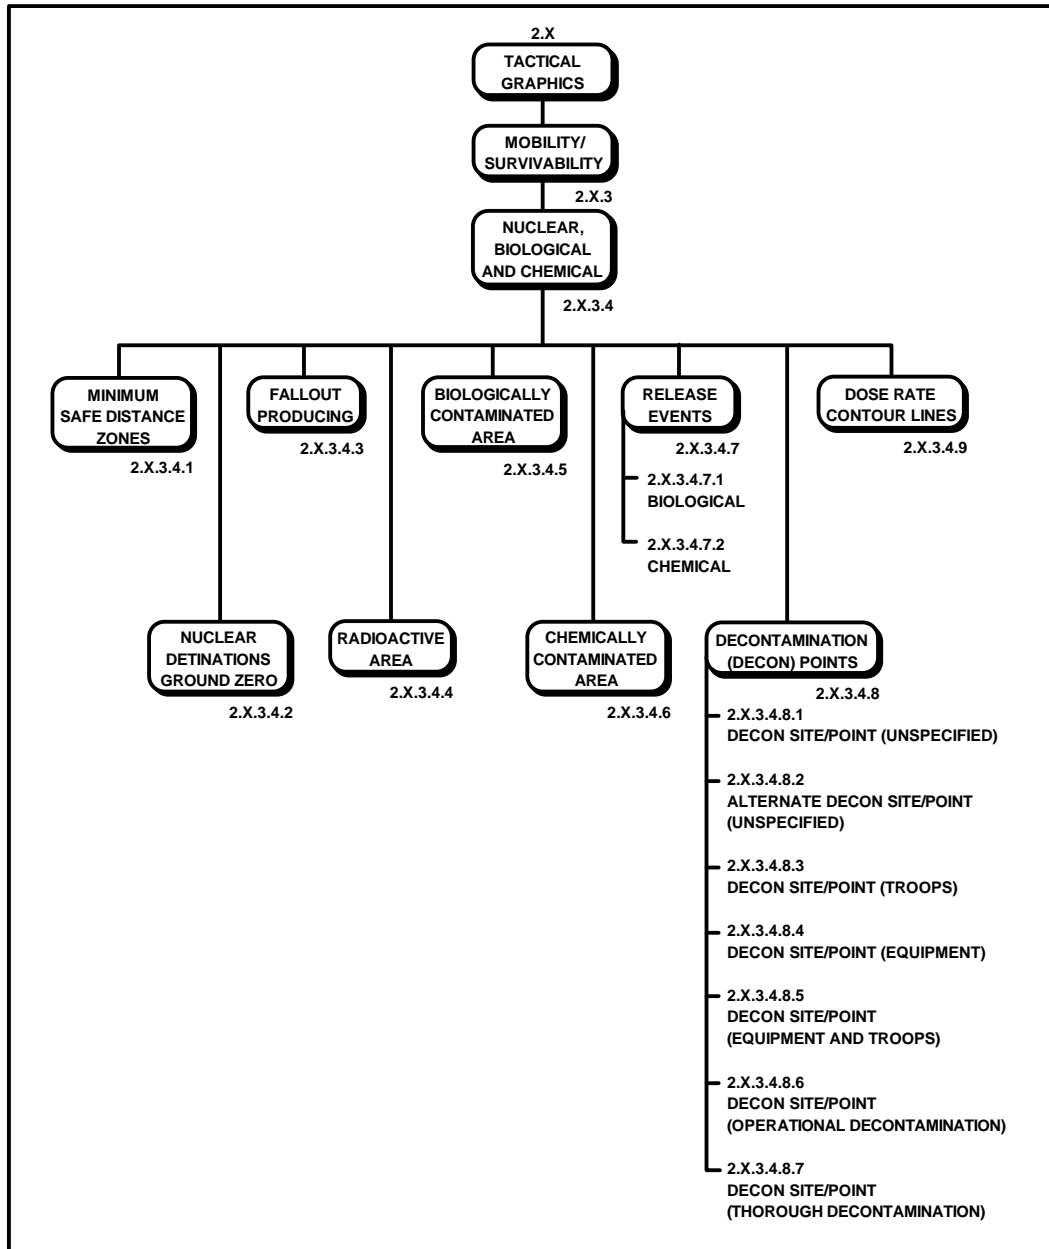 2.X
TACTICAL
GRAPHICS
MOBILITY/
SURVIVABILITY
2.X.3
NUCLEAR,
BIOLOGICAL
AND CHEMICAL
2.X.3.4
MINIMUM
SAFE DISTANCE
ZONES
2.X.3.4.1
FALLOUT
PRODUCING
2.X.3.4.3
BIOLOGICALLY
CONTAMINATED
AREA
2.X.3.4.5
RELEASE
EVENTS
2.X.3.4.7
2.X.3.4.7.1
BIOLOGICAL
2.X.3.4.7.2
CHEMICAL
DOSE RATE
CONTOUR LINES
2.X.3.4.9
NUCLEAR
DETINATIONS
GROUND ZERO
2.X.3.4.2
RADIOACTIVE
AREA
2.X.3.4.4
CHEMICALLY
CONTAMINATED
AREA
2.X.3.4.6
DECONTAMINATION
(DECON) POINTS
2.X.3.4.8
2.X.3.4.8.1
DECON SITE/POINT (UNSPECIFIED)
2.X.3.4.8.2
ALTERNATE DECON SITE/POINT
(UNSPECIFIED)
2.X.3.4.8.3
DECON SITE/POINT (TROOPS)
2.X.3.4.8.4
DECON SITE/POINT (EQUIPMENT)
2.X.3.4.8.5
DECON SITE/POINT
(EQUIPMENT AND TROOPS)
2.X.3.4.8.6
DECON SITE/POINT
(OPERATIONAL DECONTAMINATION)
2.X.3.4.8.7
DECON SITE/POINT
(THOROUGH DECONTAMINATION)